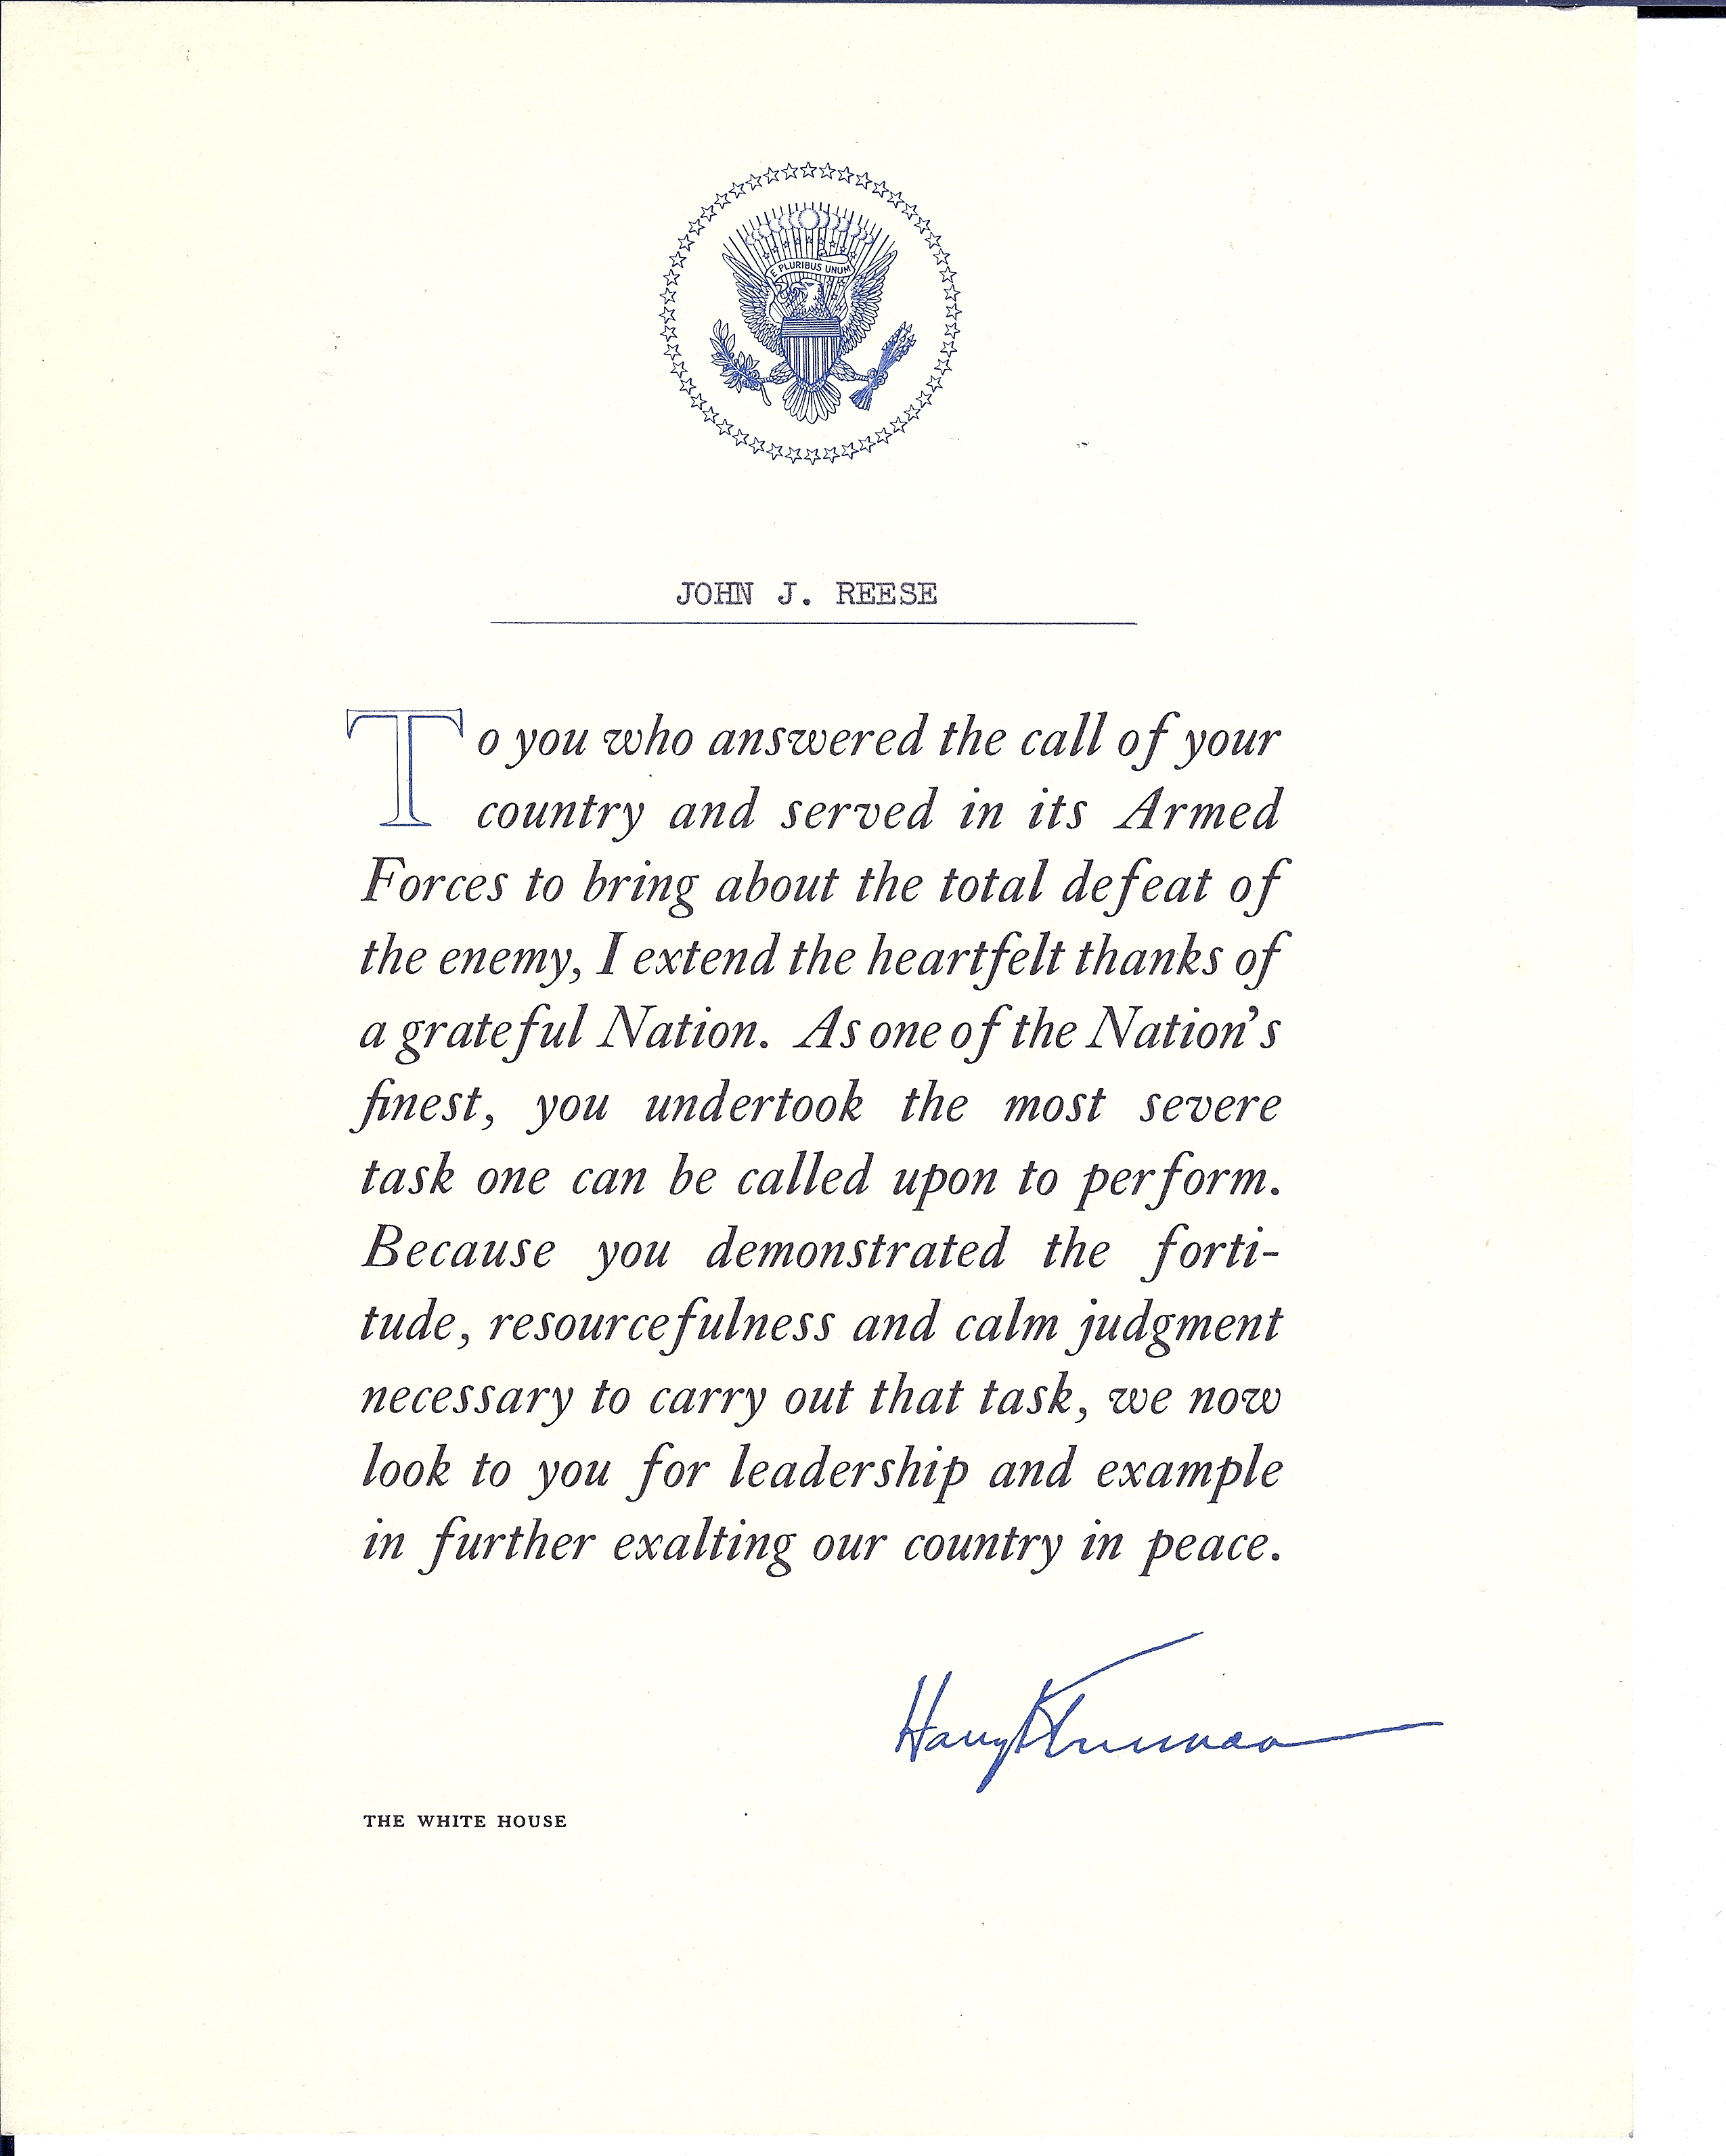 E PLURIBUS UNUM
JOHN J. REESE
To you who answered the call of your
country and served in its Armed
Forces to bring about the total defeat of
the enemy, I extend the heartfelt thanks of
a grateful Nation. As one of the Nation's
finest, you undertook the most severe
task one can be called upon to perform.
Because you demonstrated the forti-
tude, resourcefulness and calm judgment
necessary to carry out that task, we now
look to you for leadership and example
in further exalting our country in peace.
Harry S Truman
THE WHITE HOUSE